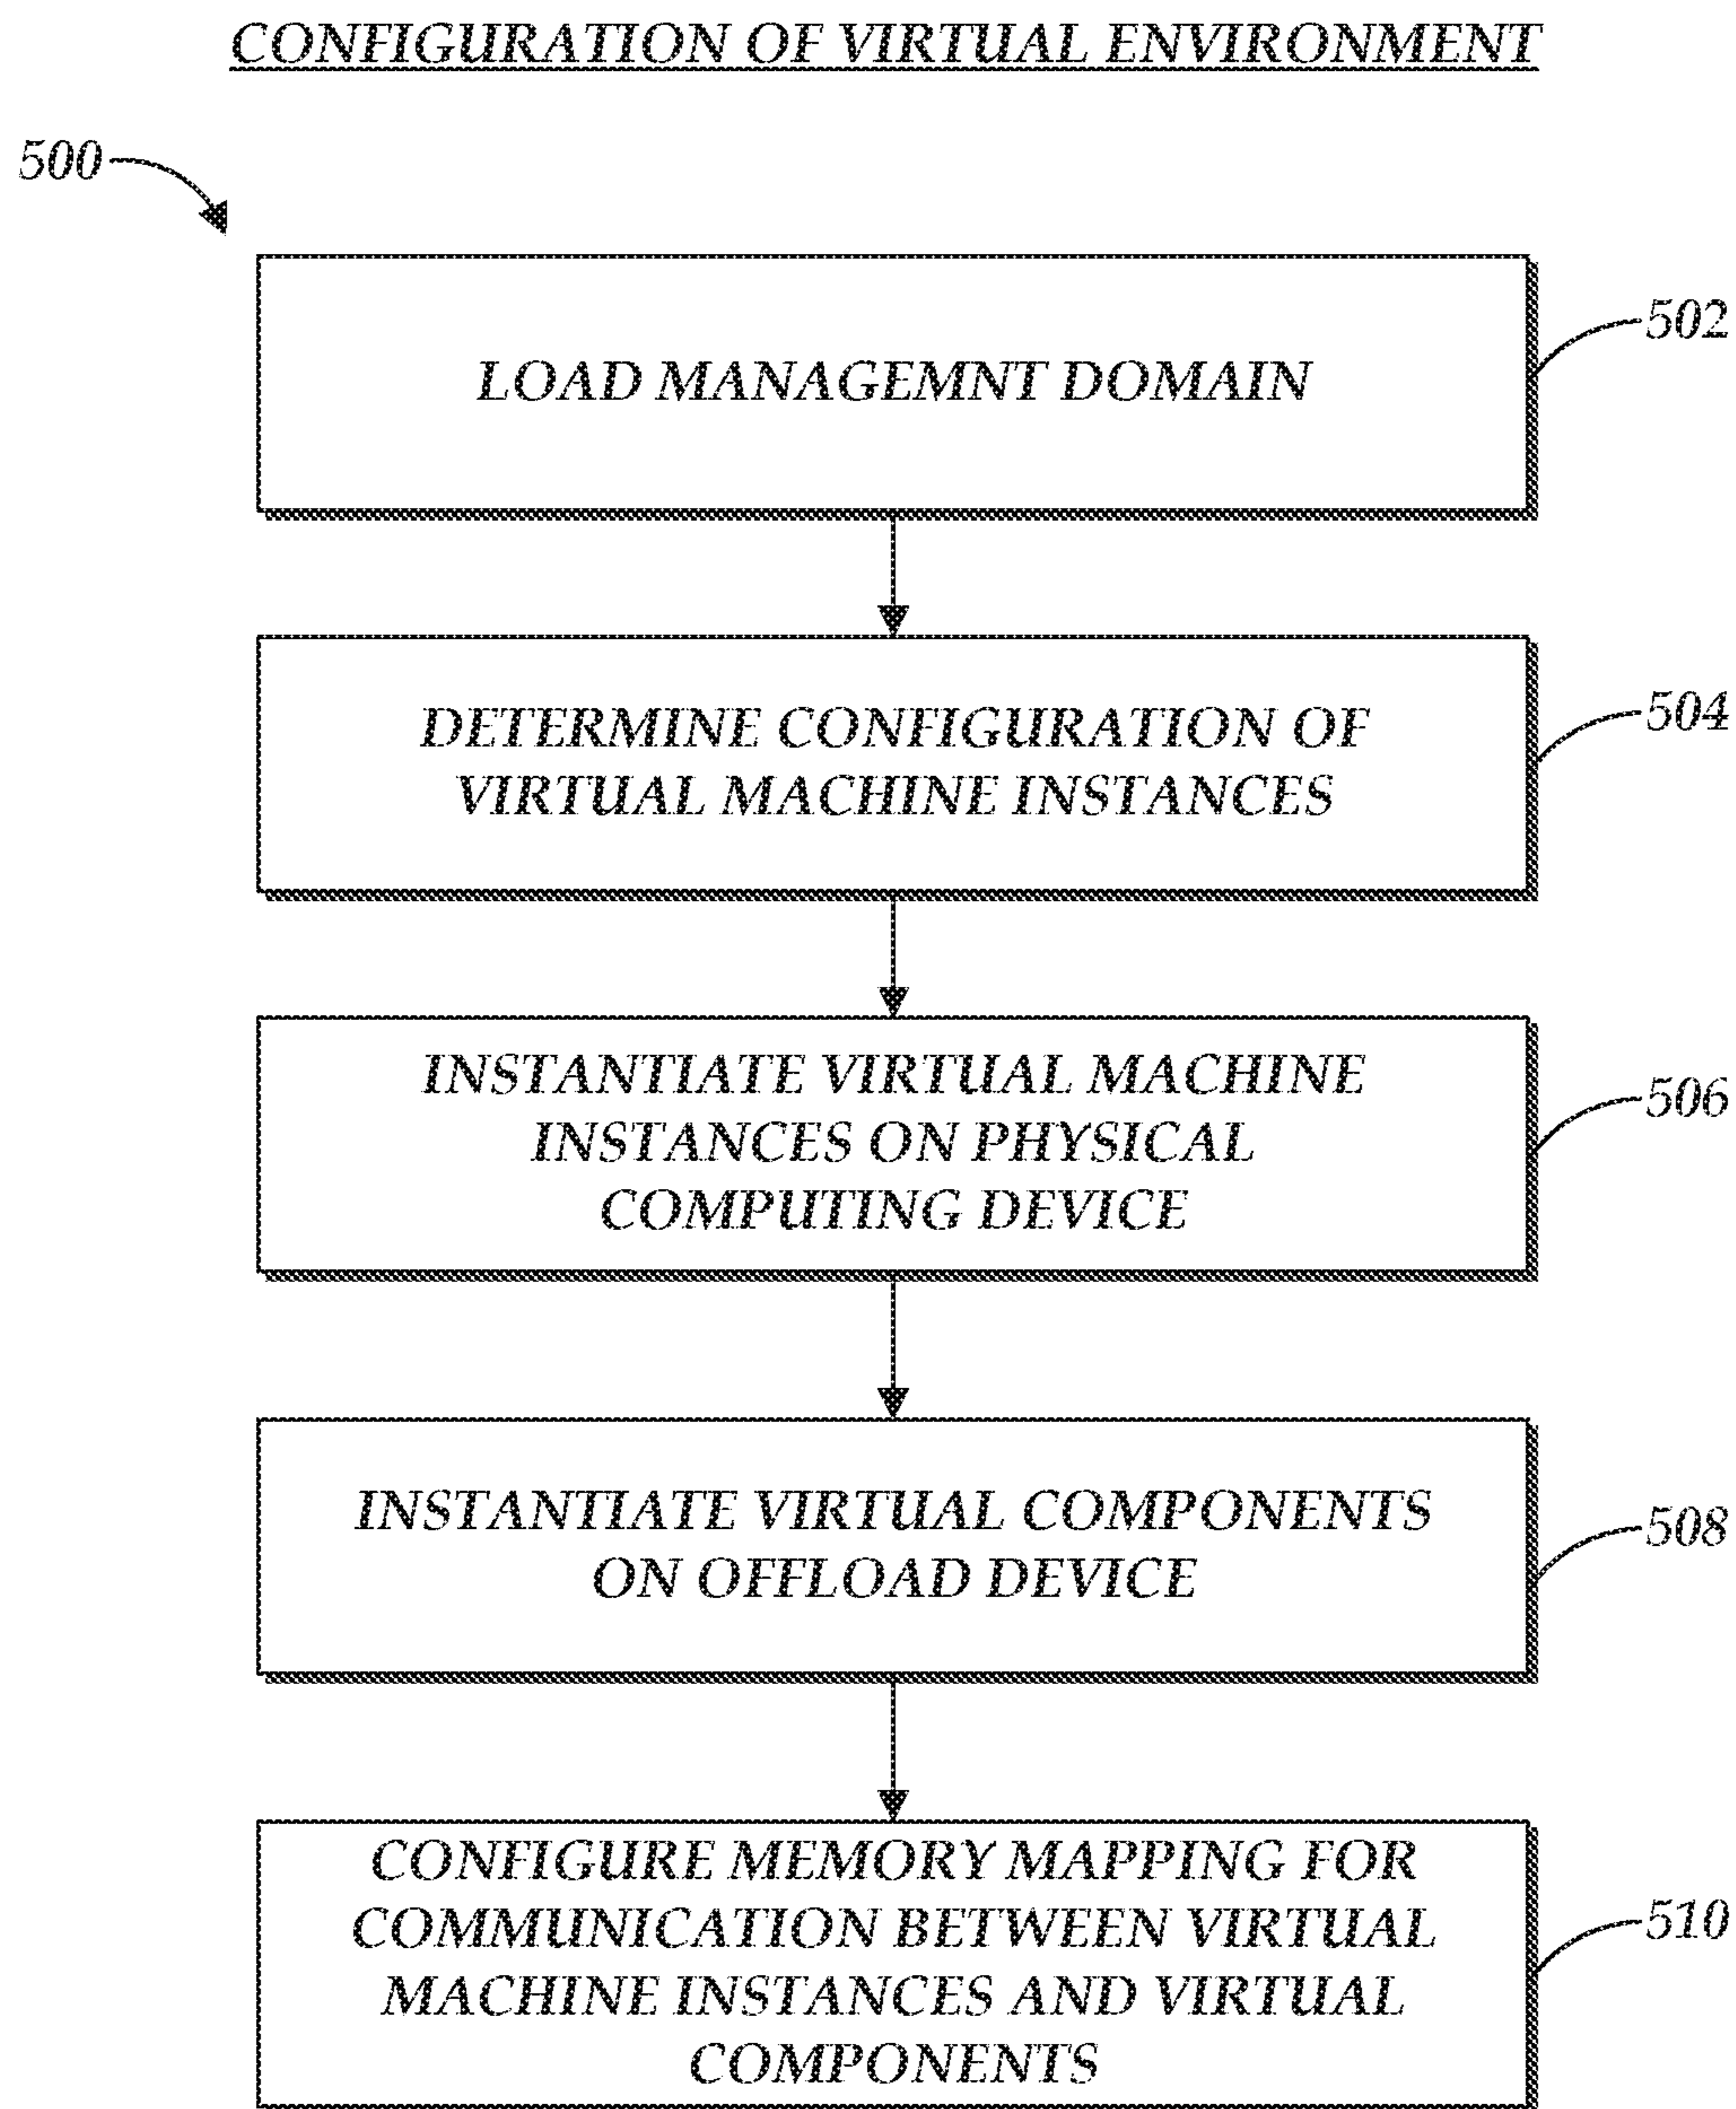 CONFIGURATION OF VIRTUAL ENVIRONMENT
500
LOAD MANAGEMNT DOMAIN
502
DETERMINE CONFIGURATION OF
VIRTUAL MACHINE INSTANCES
504
INSTANTIATE VIRTUAL MACHINE
INSTANCES ON PHYSICAL
COMPUTING DEVICE
506
INSTANTIATE VIRTUAL COMPONENTS
ON OFFLOAD DEVICE
508
CONFIGURE MEMORY MAPPING FOR
COMMUNICATION BETWEEN VIRTUAL
MACHINE INSTANCES AND VIRTUAL
COMPONENTS
510